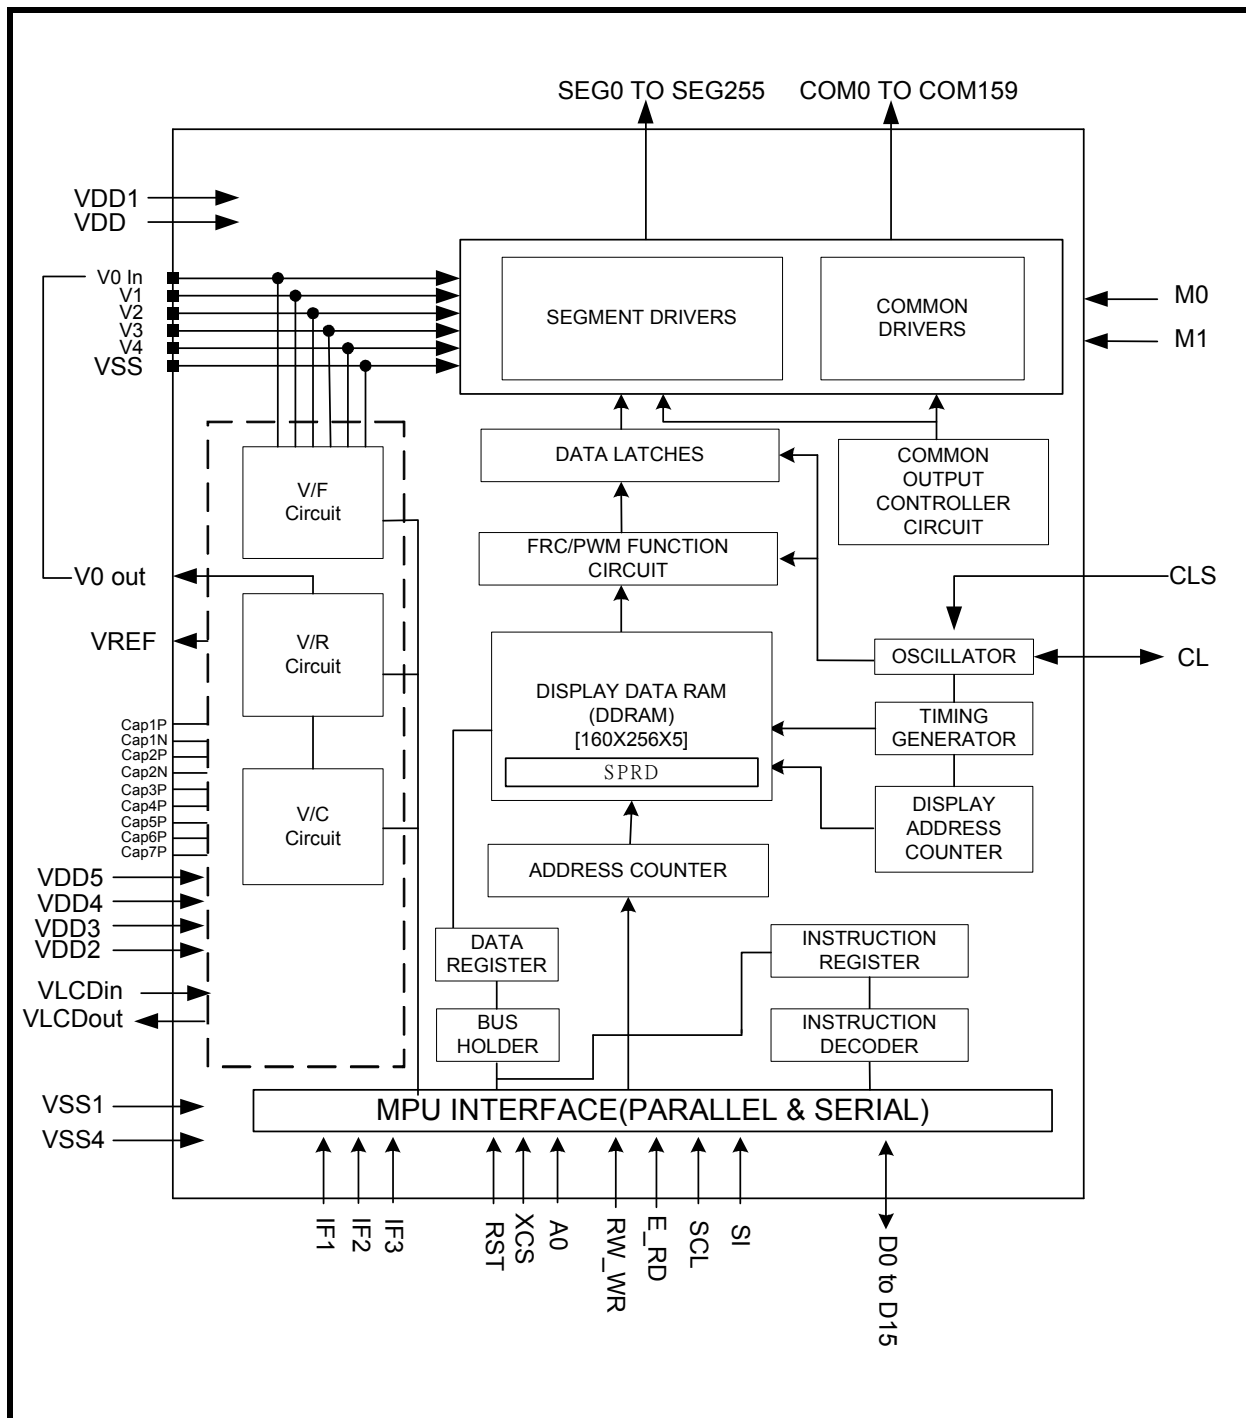 SEG0 TO SEG255
COM0 TO COM159
VDD1
VDD
V0 In
V1
V2
V3
V4
VSS
SEGMENT DRIVERS
COMMON
DRIVERS
M0
M1
V/F
Circuit
DATA LATCHES
COMMON
OUTPUT
CONTROLLER
CIRCUIT
FRC/PWM FUNCTION
CIRCUIT
V0 out
CLS
VREF
V/R
Circuit
OSCILLATOR
CL
DISPLAY DATA RAM
(DDRAM)
[160X256X5]
SPRD
TIMING
GENERATOR
Cap1P
Cap1N
Cap2P
Cap2N
Cap3P
Cap4P
Cap5P
Cap6P
Cap7P
V/C
Circuit
DISPLAY
ADDRESS
COUNTER
ADDRESS COUNTER
VDD5
VDD4
VDD3
VDD2
DATA
REGISTER
INSTRUCTION
REGISTER
VLCDin
VLCDout
BUS
HOLDER
INSTRUCTION
DECODER
VSS1
VSS4
MPU INTERFACE(PARALLEL & SERIAL)
IF1
IF2
IF3
RST
XCS
A0
RW_WR
E_RD
SCL
SI
D0 to D15